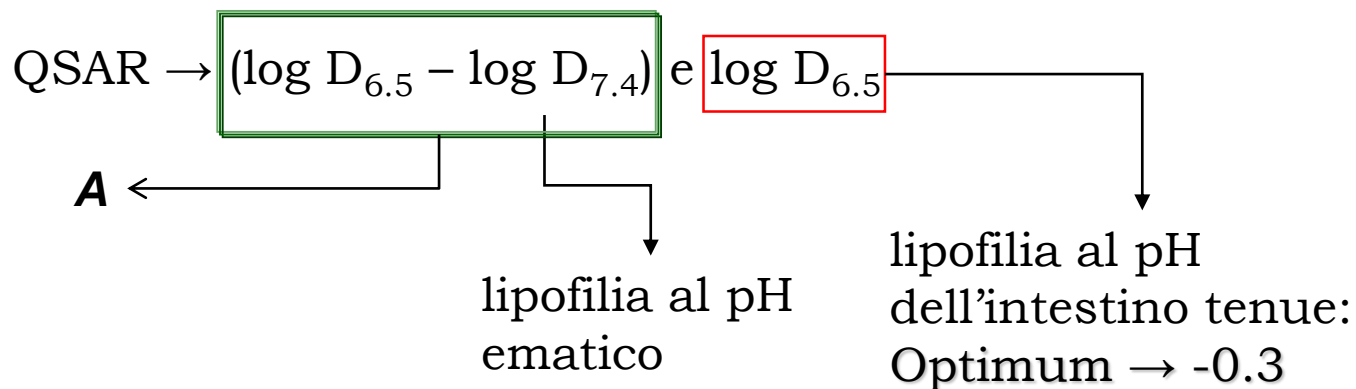 QSAR → (log D6.5 – log D7.4) e log D6.5
A
lipofilia al pH
ematico
lipofilia al pH
dell'intestino tenue:
Optimum → -0.3